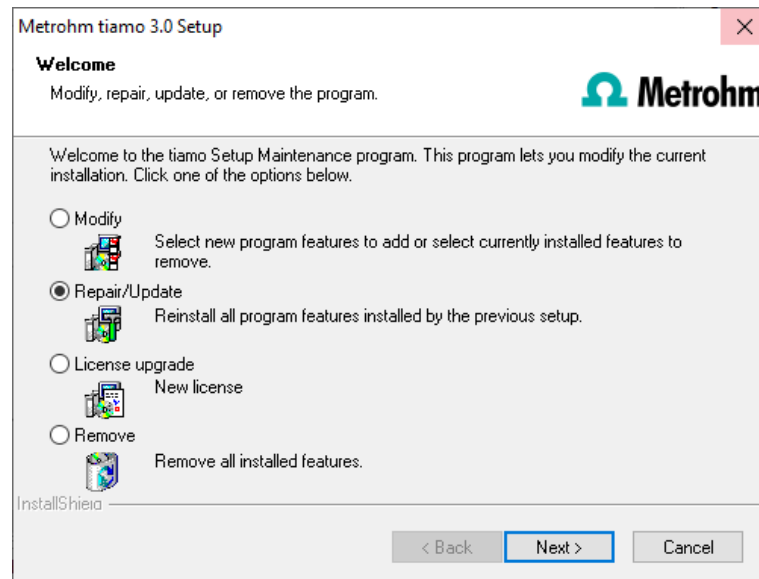 Metrohm tiamo 3.0 Setup
Welcome
Modify, repair, update, or remove the program.
Metrohm
Welcome to the tiamo Setup Maintenance program. This program lets you modify the current
installation. Click one of the options below.
Modify
Select new program features to add or select currently installed features to
remove.
Repair/Update
Reinstall all program features installed by the previous setup.
License upgrade
New license
Remove
Remove all installed features.
InstallShield
< Back
Next >
Cancel